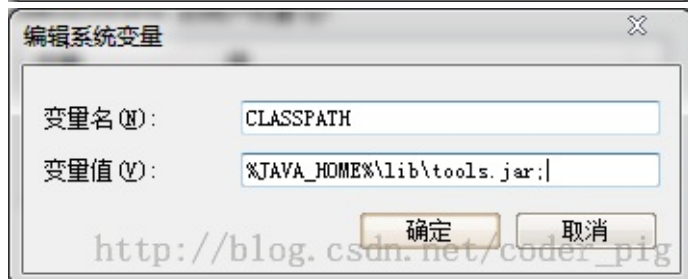 编辑系统变量
变量名(N): CLASSPATH
变量值(V): %JAVA_HOME%\lib\tools.jar;
确定 取消
http://blog.csdn.net/coder_pig